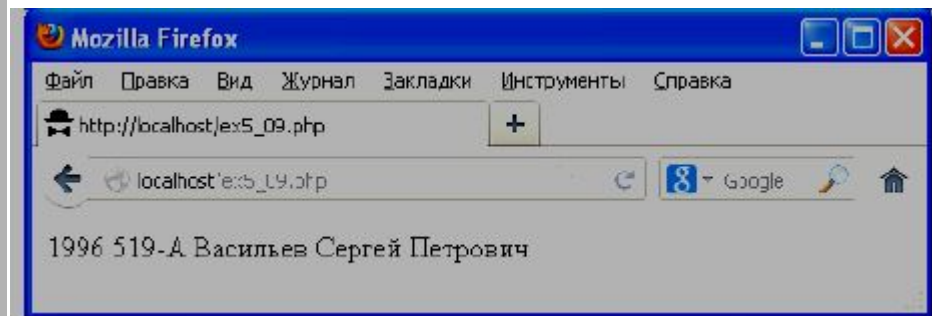 Mozilla Firefox
Файл Правка Вид Журнал Закладки Инструменты Справка
http://localhost/ex5_09.php
localhost/ex5_09.php
Google
1996 519-А Васильев Сергей Петрович